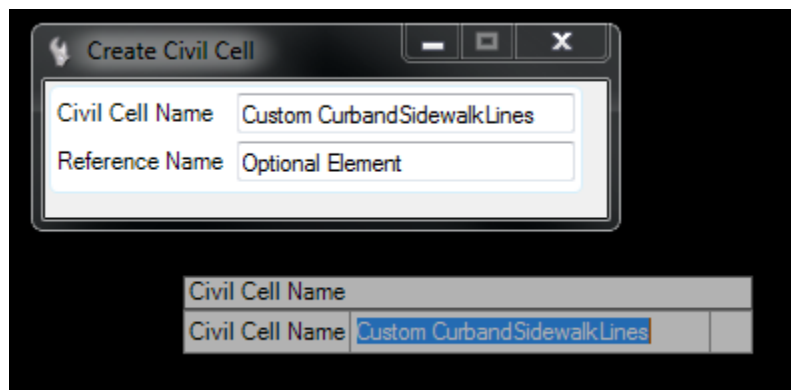 Create Civil Cell
Civil Cell Name Custom CurbandSidewalkLines
Reference Name Optional Element
Civil Cell Name
Civil Cell Name Custom CurbandSidewalkLines